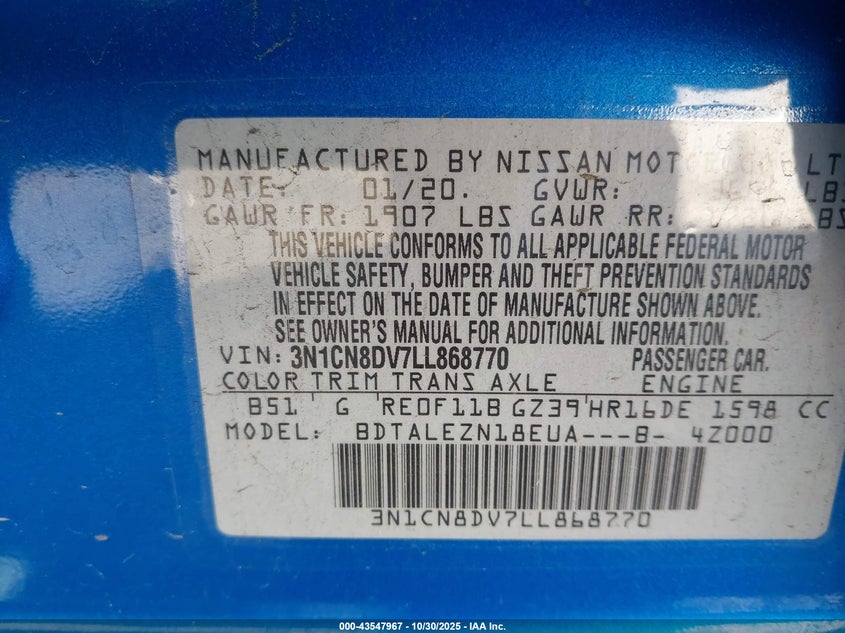 MANUFACTURED BY NISSAN LT
DATE: 01/20. GVWR: LBS
GAWR FR: 1907 LBS GAWR RR: LBS
THIS VEHICLE CONFORMS TO ALL APPLICABLE FEDERAL MOTOR
VEHICLE SAFETY, BUMPER AND THEFT PREVENTION STANDARDS
IN EFFECT ON THE DATE OF MANUFACTURE SHOWN ABOVE.
SEE OWNER'S MANUAL FOR ADDITIONAL INFORMATION.
VIN: 3N1CN8DV7LL868770 PASSENGER CAR.
COLOR TRIM TRANS AXLE ENGINE
B51 G RE0F11B GZ39 HR16DE 1598 CC
MODEL: BDTALEZN18EUA---B- 4Z000
3N1CN8DV7LL868770
000-43547967 - 10/30/2025 - IAA Inc.